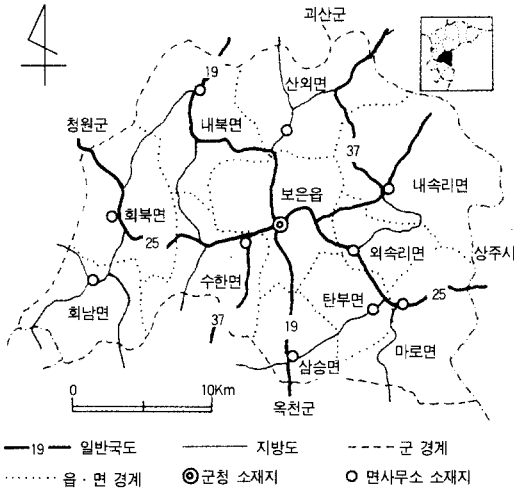 괴산군
19
산외면
청원군
내북면
37
내속리면
보은읍
회북면
25
외속리면
상주시
수한면
탄부면
25
회남면
37
19
마로면
삼승면
0 10Km
옥천군
19 일반국도 지방도 군 경계
읍·면 경계 군청 소재지 면사무소 소재지